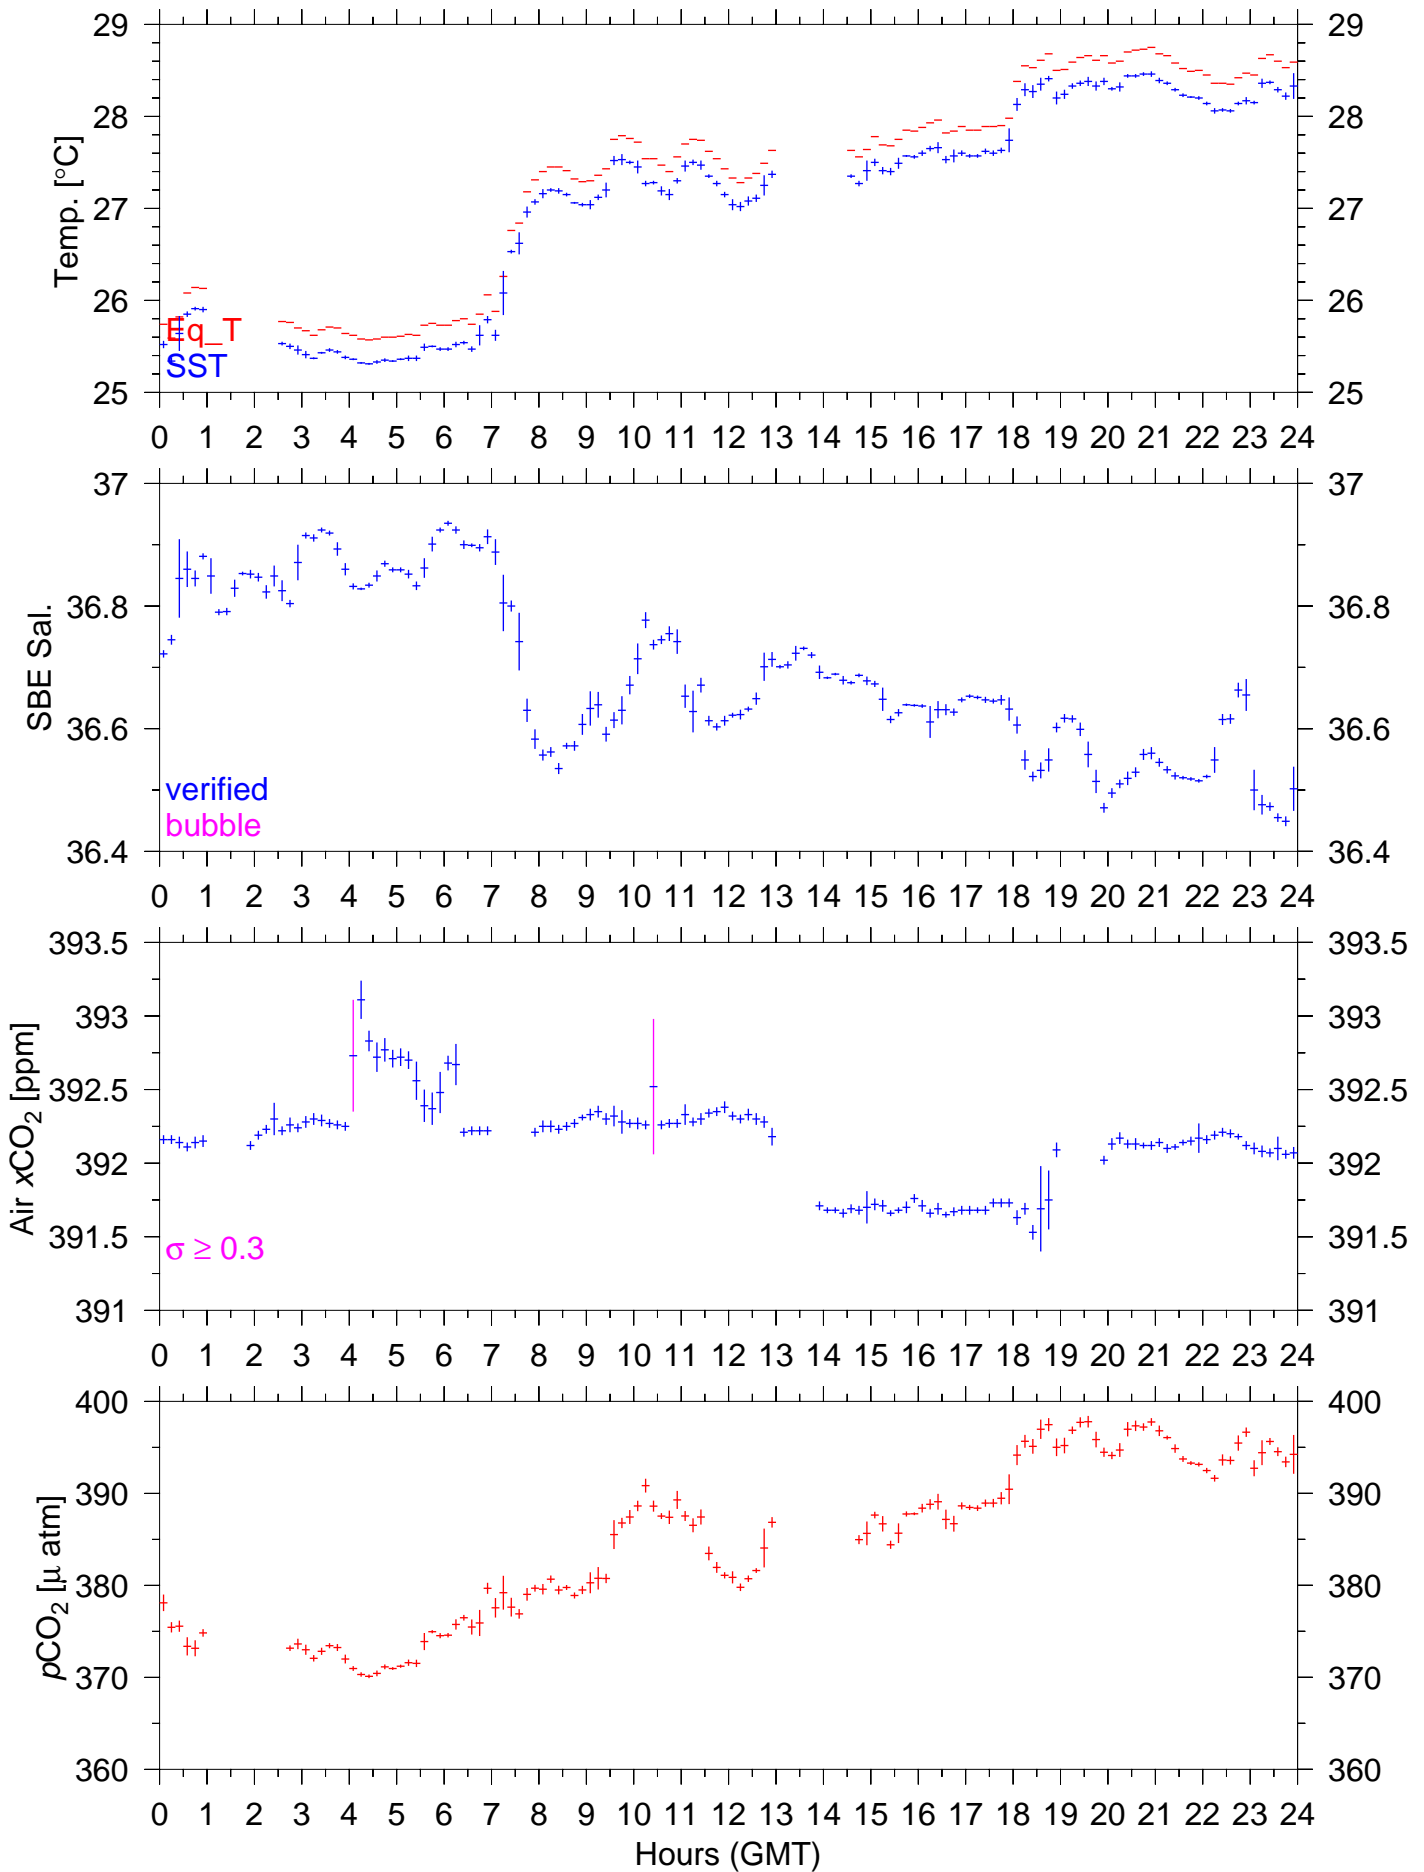 29 29
28 28
27 27
26 26
25 25
Temp. [°C]
Eq_T
SST
0 1 2 3 4 5 6 7 8 9 10 11 12 13 14 15 16 17 18 19 20 21 22 23 24
37 37
36.8 36.8
36.6 36.6
36.4 36.4
SBE Sal.
verified
bubble
0 1 2 3 4 5 6 7 8 9 10 11 12 13 14 15 16 17 18 19 20 21 22 23 24
393.5 393.5
393 393
392.5 392.5
392 392
391.5 391.5
391 391
Air xCO₂ [ppm]
σ ≥ 0.3
0 1 2 3 4 5 6 7 8 9 10 11 12 13 14 15 16 17 18 19 20 21 22 23 24
400 400
390 390
380 380
370 370
360 360
pCO₂ [μ atm]
0 1 2 3 4 5 6 7 8 9 10 11 12 13 14 15 16 17 18 19 20 21 22 23 24
Hours (GMT)